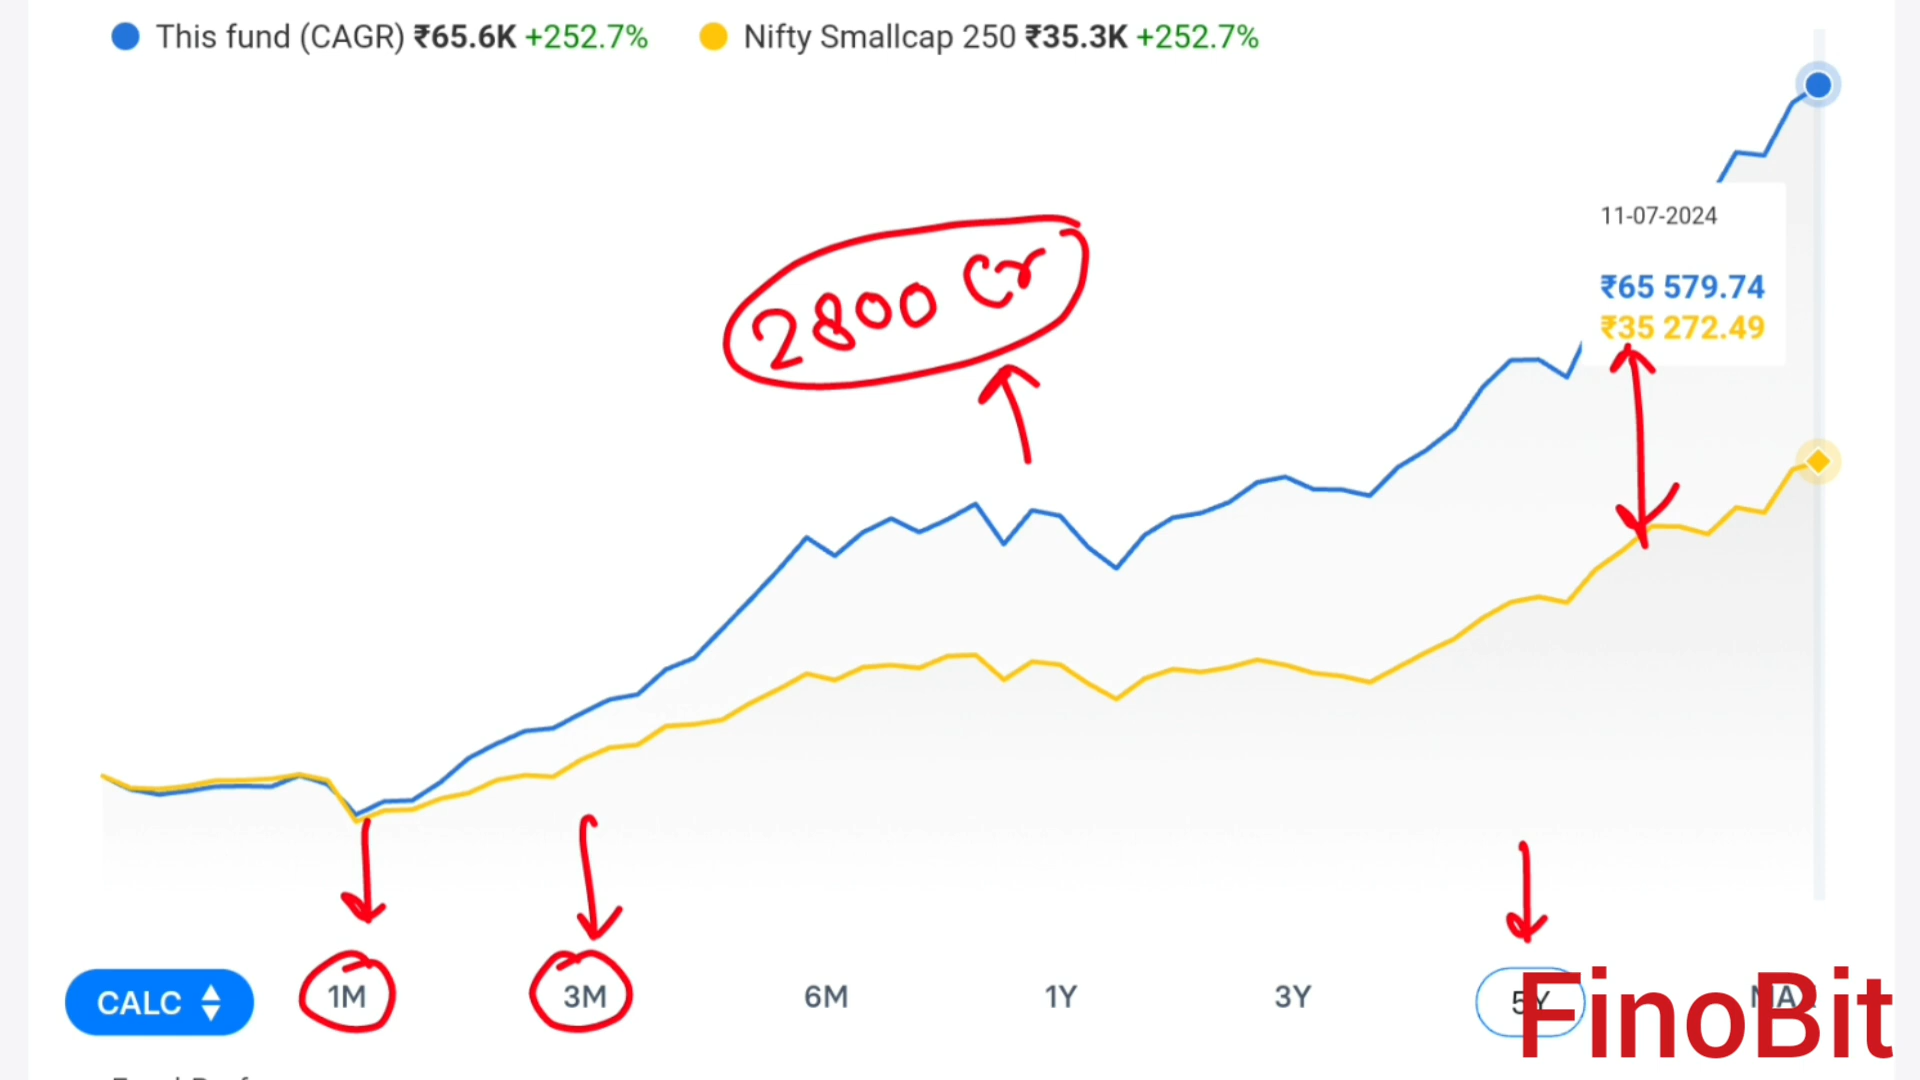 This fund (CAGR) ₹65.6K +252.7% Nifty Smallcap 250 ₹35.3K +252.7%
11-07-2024
₹65 579.74
₹35 272.49
2800 Cr
CALC 1M 3M 6M 1Y 3Y 5Y
FinoBit